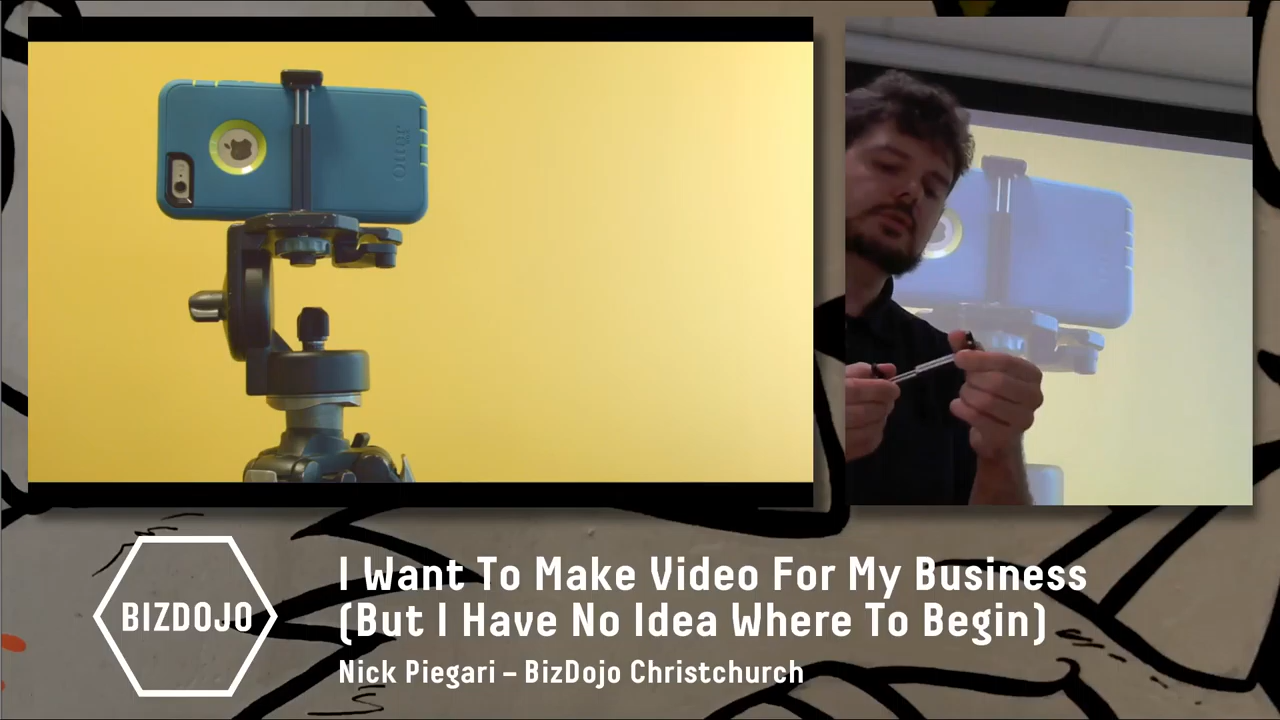 Otter
BIZDOJO
I Want To Make Video For My Business
(But I Have No Idea Where To Begin)
Nick Piegari – BizDojo Christchurch